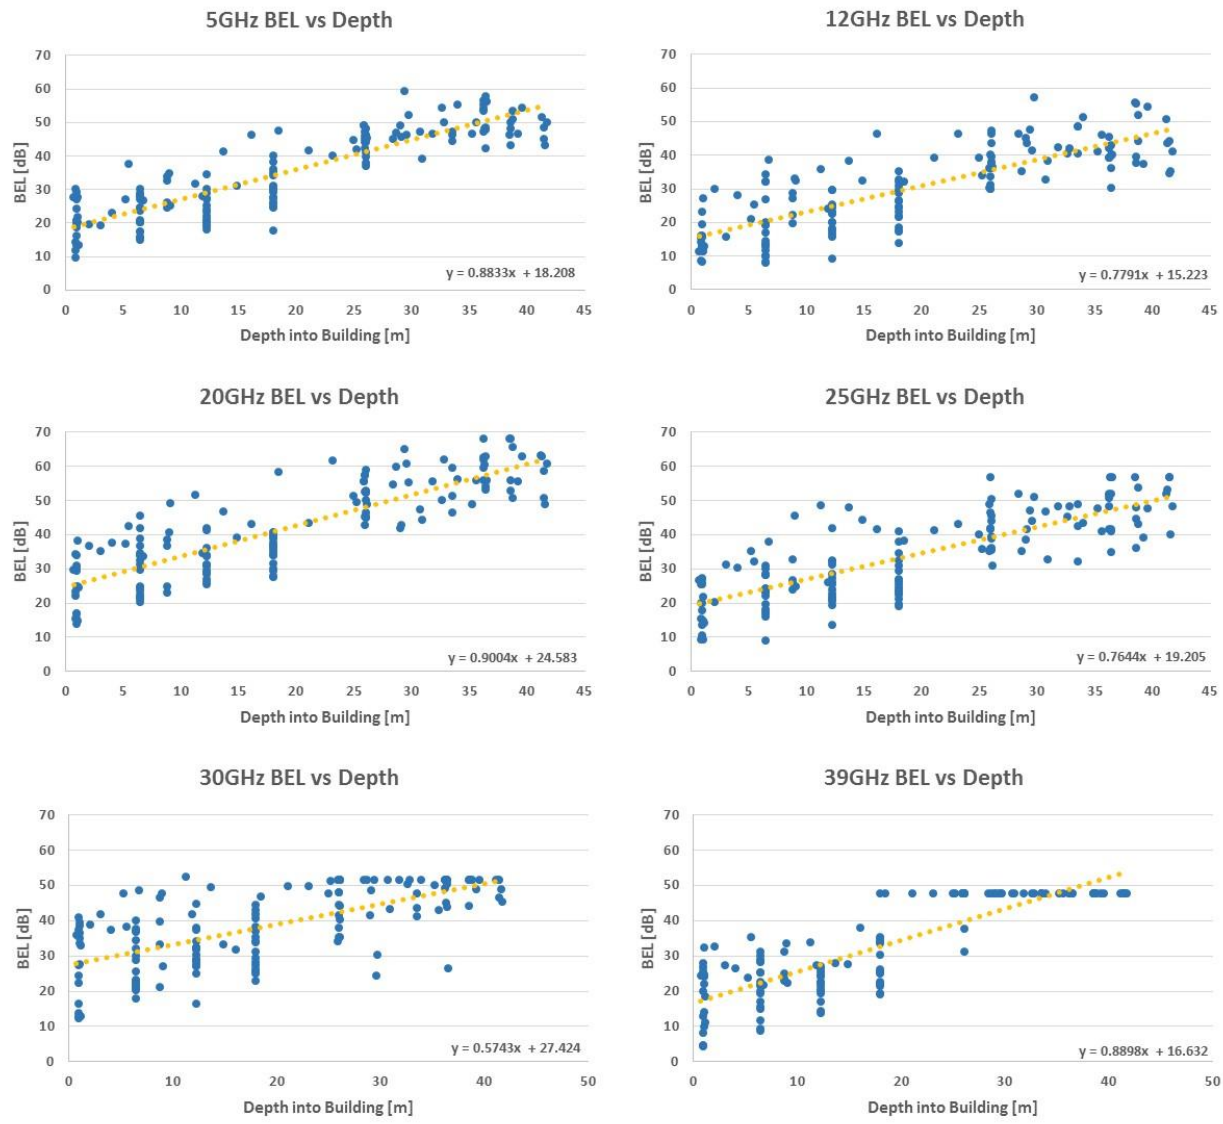 5GHz BEL vs Depth
BEL [dB]
70
60
50
40
30
20
10
0
y = 0.8833x + 18.208
0 5 10 15 20 25 30 35 40 45
Depth into Building [m]
12GHz BEL vs Depth
BEL [dB]
70
60
50
40
30
20
10
0
y = 0.7791x + 15.223
0 5 10 15 20 25 30 35 40 45
Depth into Building [m]
20GHz BEL vs Depth
BEL [dB]
70
60
50
40
30
20
10
0
y = 0.9004x + 24.583
0 5 10 15 20 25 30 35 40 45
Depth into Building [m]
25GHz BEL vs Depth
BEL [dB]
70
60
50
40
30
20
10
0
y = 0.7644x + 19.205
0 5 10 15 20 25 30 35 40 45
Depth into Building [m]
30GHz BEL vs Depth
BEL [dB]
70
60
50
40
30
20
10
0
y = 0.5743x + 27.424
0 10 20 30 40 50
Depth into Building [m]
39GHz BEL vs Depth
BEL [dB]
70
60
50
40
30
20
10
0
y = 0.8898x + 16.632
0 10 20 30 40 50
Depth into Building [m]